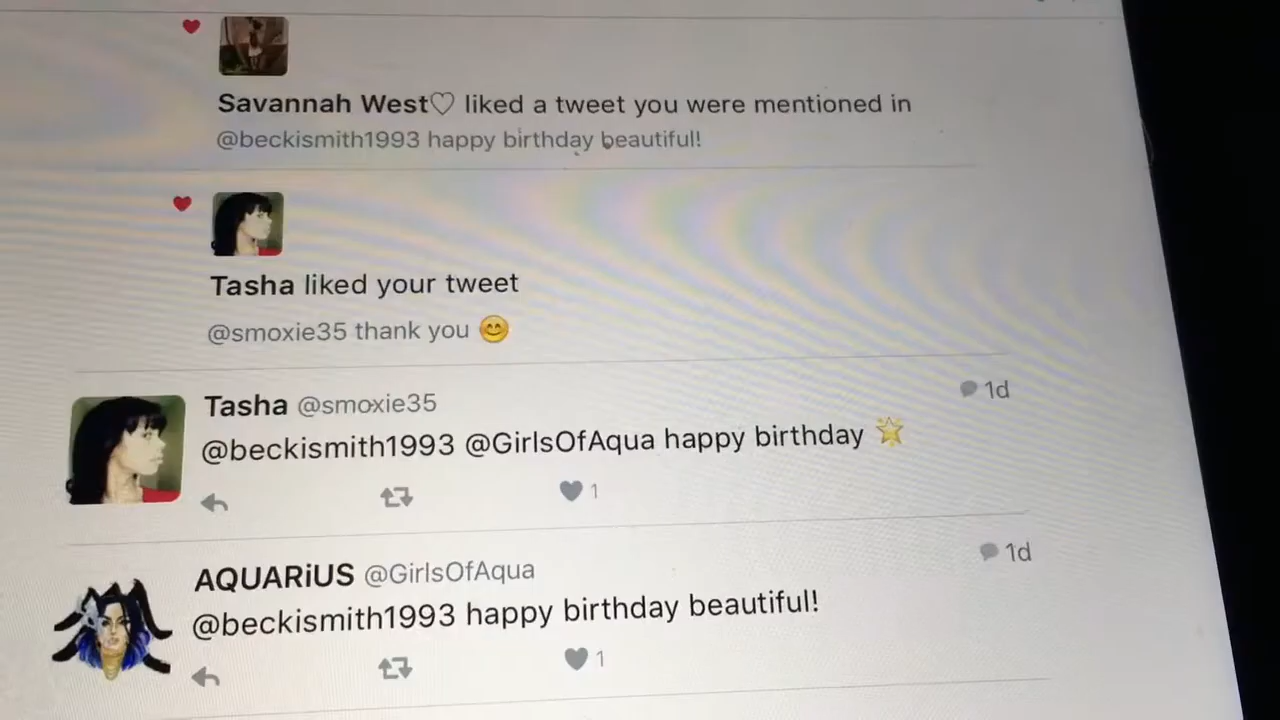 Savannah West♡ liked a tweet you were mentioned in
@beckismith1993 happy birthday beautiful!
Tasha liked your tweet
@smoxie35 thank you 😊
Tasha @smoxie35
1d
@beckismith1993 @GirlsOfAqua happy birthday 🌟
1
AQUARiUS @GirlsOfAqua
1d
@beckismith1993 happy birthday beautiful!
1